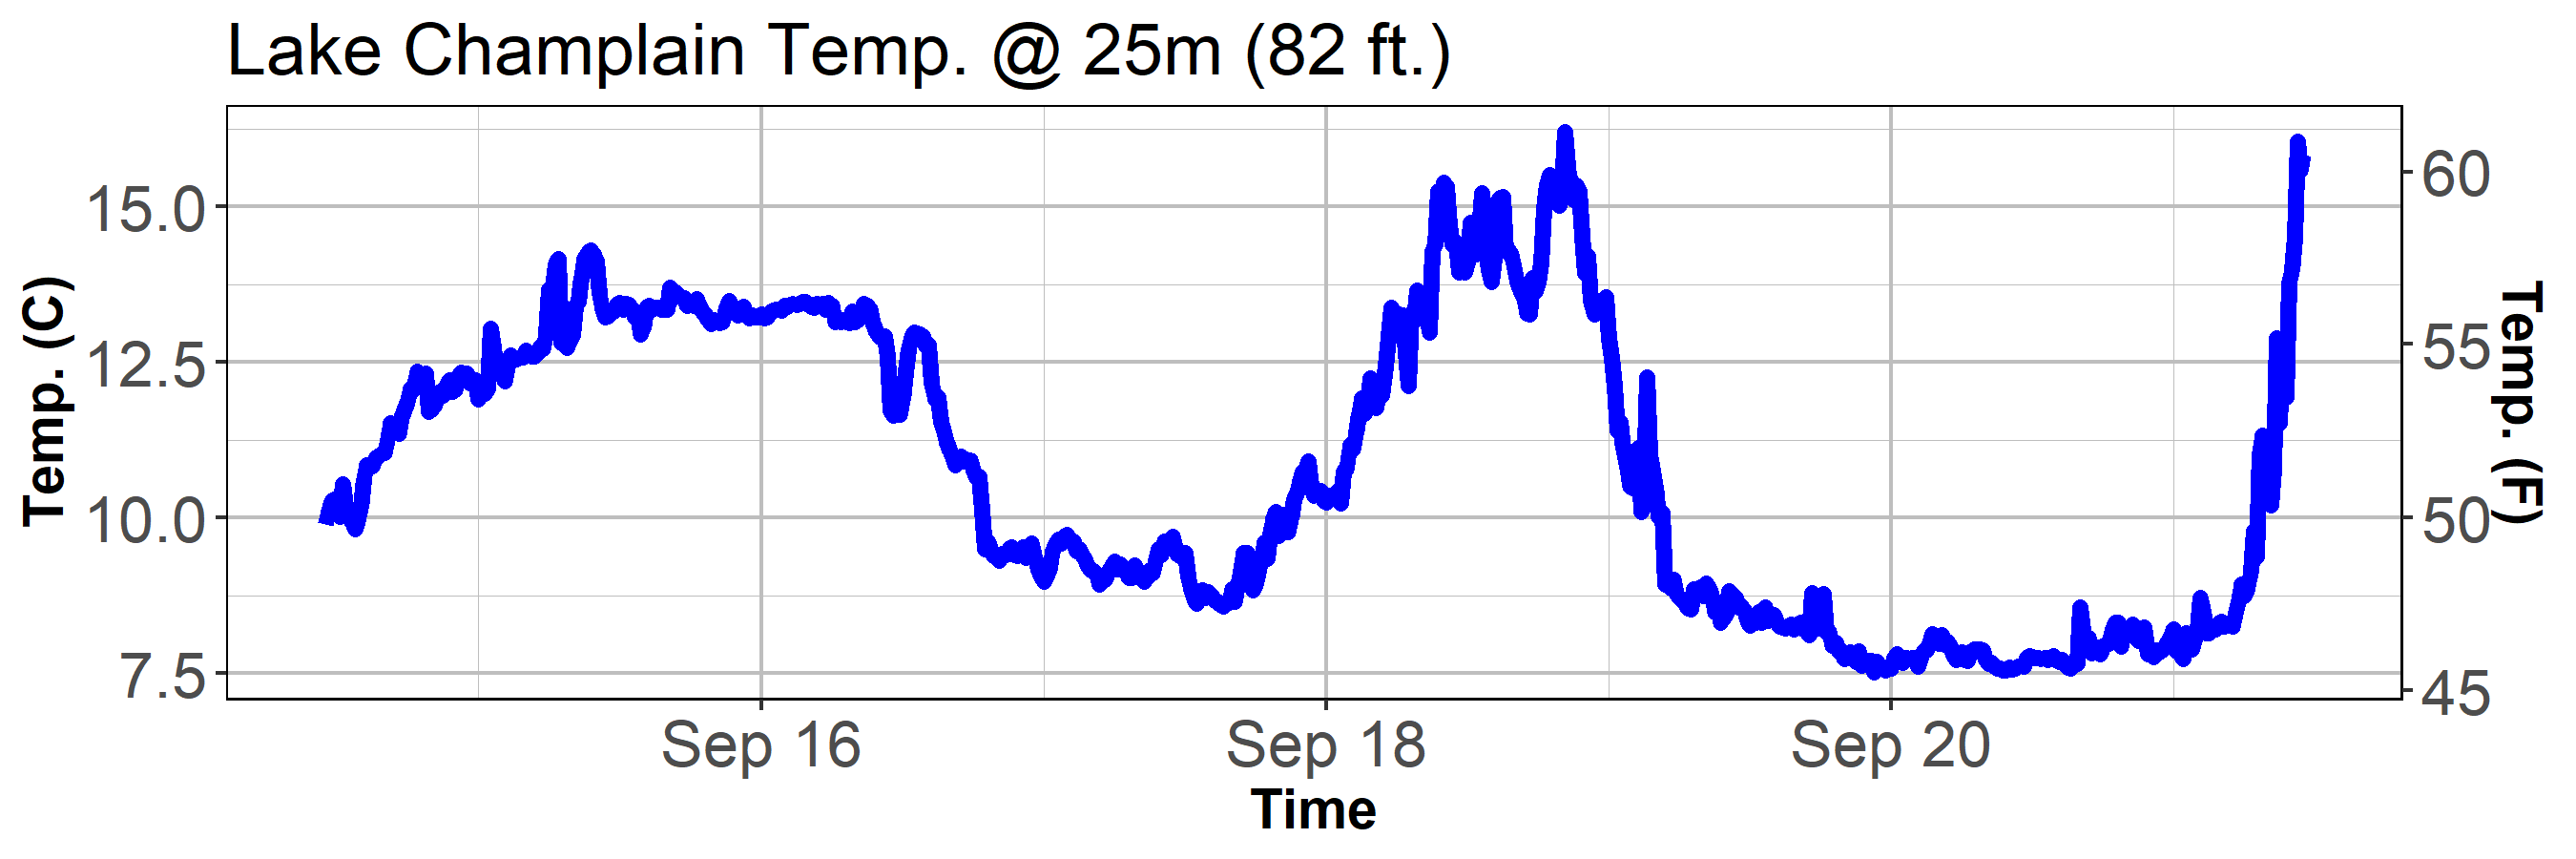 Lake Champlain Temp. @ 25m (82 ft.)
Temp. (C)
15.0
12.5
10.0
7.5
60
55
50
45
Temp. (F)
Sep 16
Sep 18
Sep 20
Time